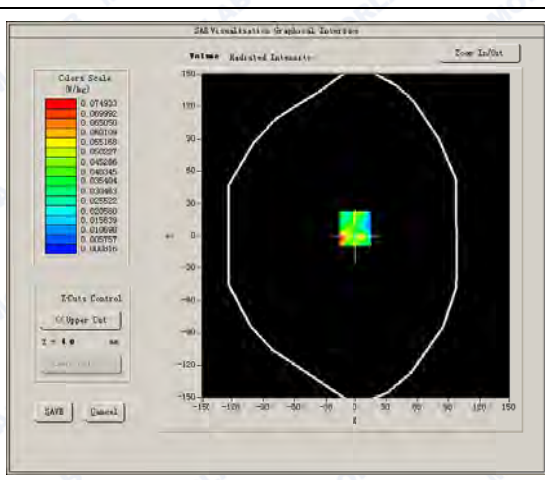 SAR Visualisation Graphical Interface
Volume Radiated Intensity
Zoom In/Out
Colors Scale
(W/kg)
0.074933
0.069992
0.065050
0.060109
0.055168
0.050227
0.045286
0.040345
0.035404
0.030463
0.025522
0.020580
0.015639
0.010698
0.005757
0.000816
150
120
60
30
0
-30
-60
-90
-120
-150
-150 -120 -90 -60 -30 0 30 60 90 120 150
X
Z-Cuts Control
Upper Cut
Z = 4.0 mm
SAVE Cancel